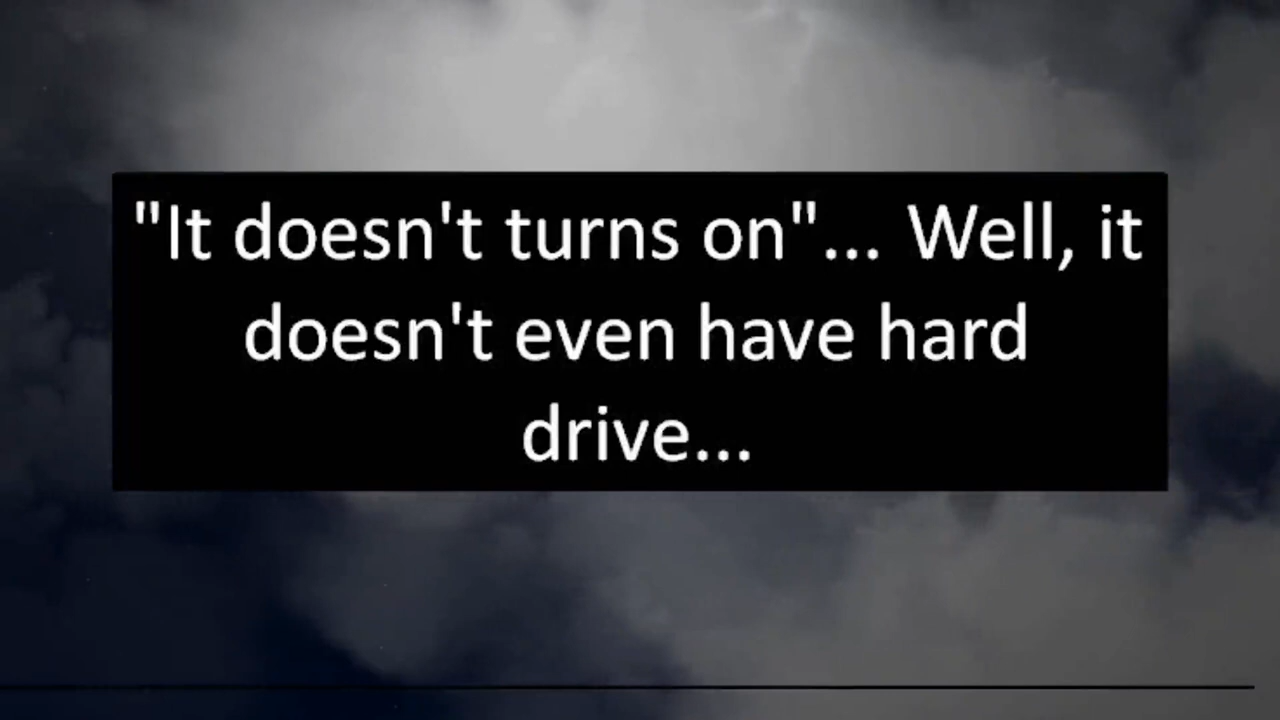 "It doesn't turns on"... Well, it
doesn't even have hard
drive...